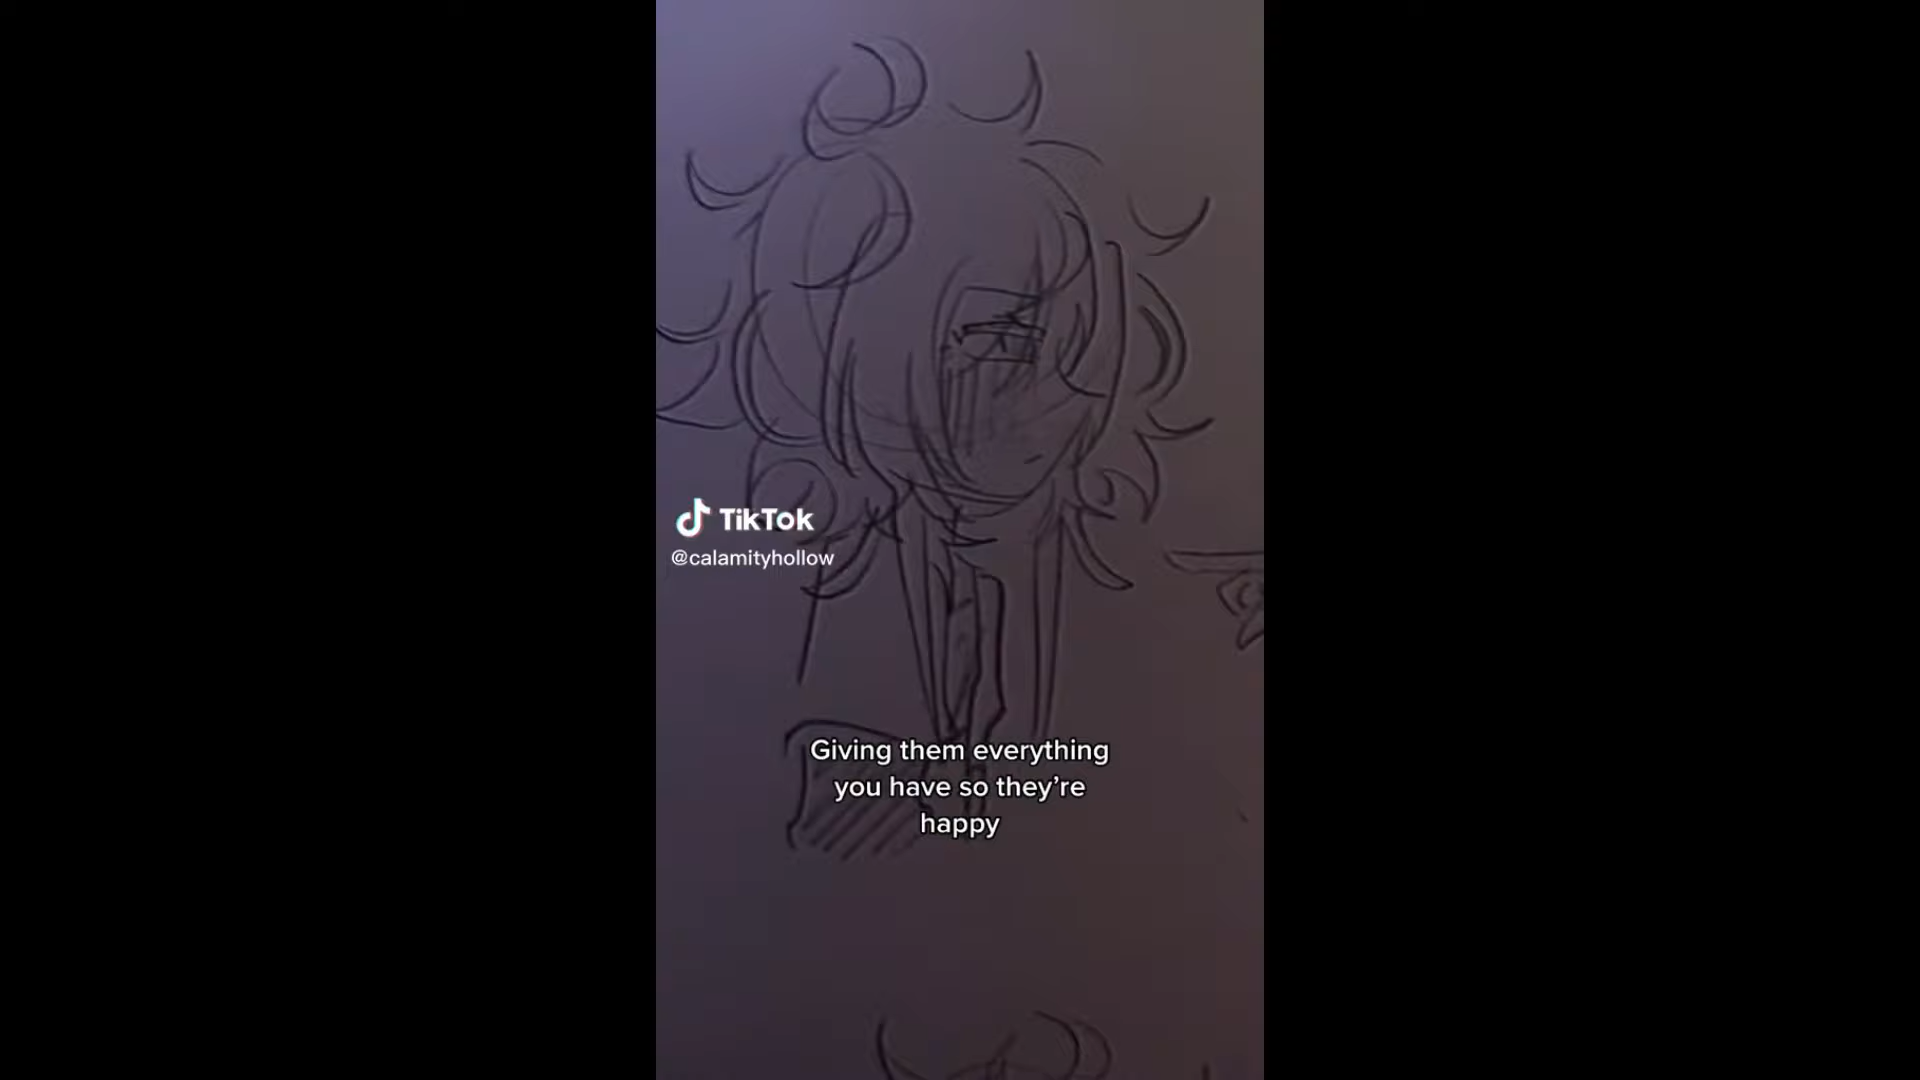 TikTok
@calamityhollow
Giving them everything
you have so they’re
happy